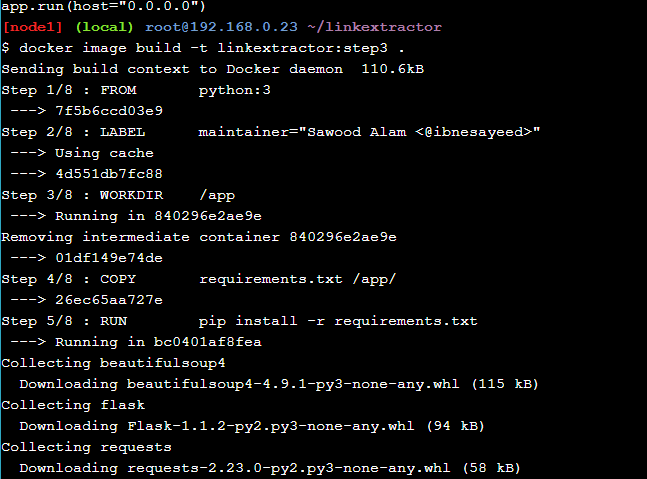 app.run(host="0.0.0.0")
[node1] (local) root@192.168.0.23 ~/linkextractor
$ docker image build -t linkextractor:step3 .
Sending build context to Docker daemon  110.6kB
Step 1/8 : FROM       python:3
 ---> 7f5b6ccd03e9
Step 2/8 : LABEL      maintainer="Sawood Alam <@ibnesayeed>"
 ---> Using cache
 ---> 4d551db7fc88
Step 3/8 : WORKDIR    /app
 ---> Running in 840296e2ae9e
Removing intermediate container 840296e2ae9e
 ---> 01df149e74de
Step 4/8 : COPY       requirements.txt /app/
 ---> 26ec65aa727e
Step 5/8 : RUN        pip install -r requirements.txt
 ---> Running in bc0401af8fea
Collecting beautifulsoup4
  Downloading beautifulsoup4-4.9.1-py3-none-any.whl (115 kB)
Collecting flask
  Downloading Flask-1.1.2-py2.py3-none-any.whl (94 kB)
Collecting requests
  Downloading requests-2.23.0-py2.py3-none-any.whl (58 kB)